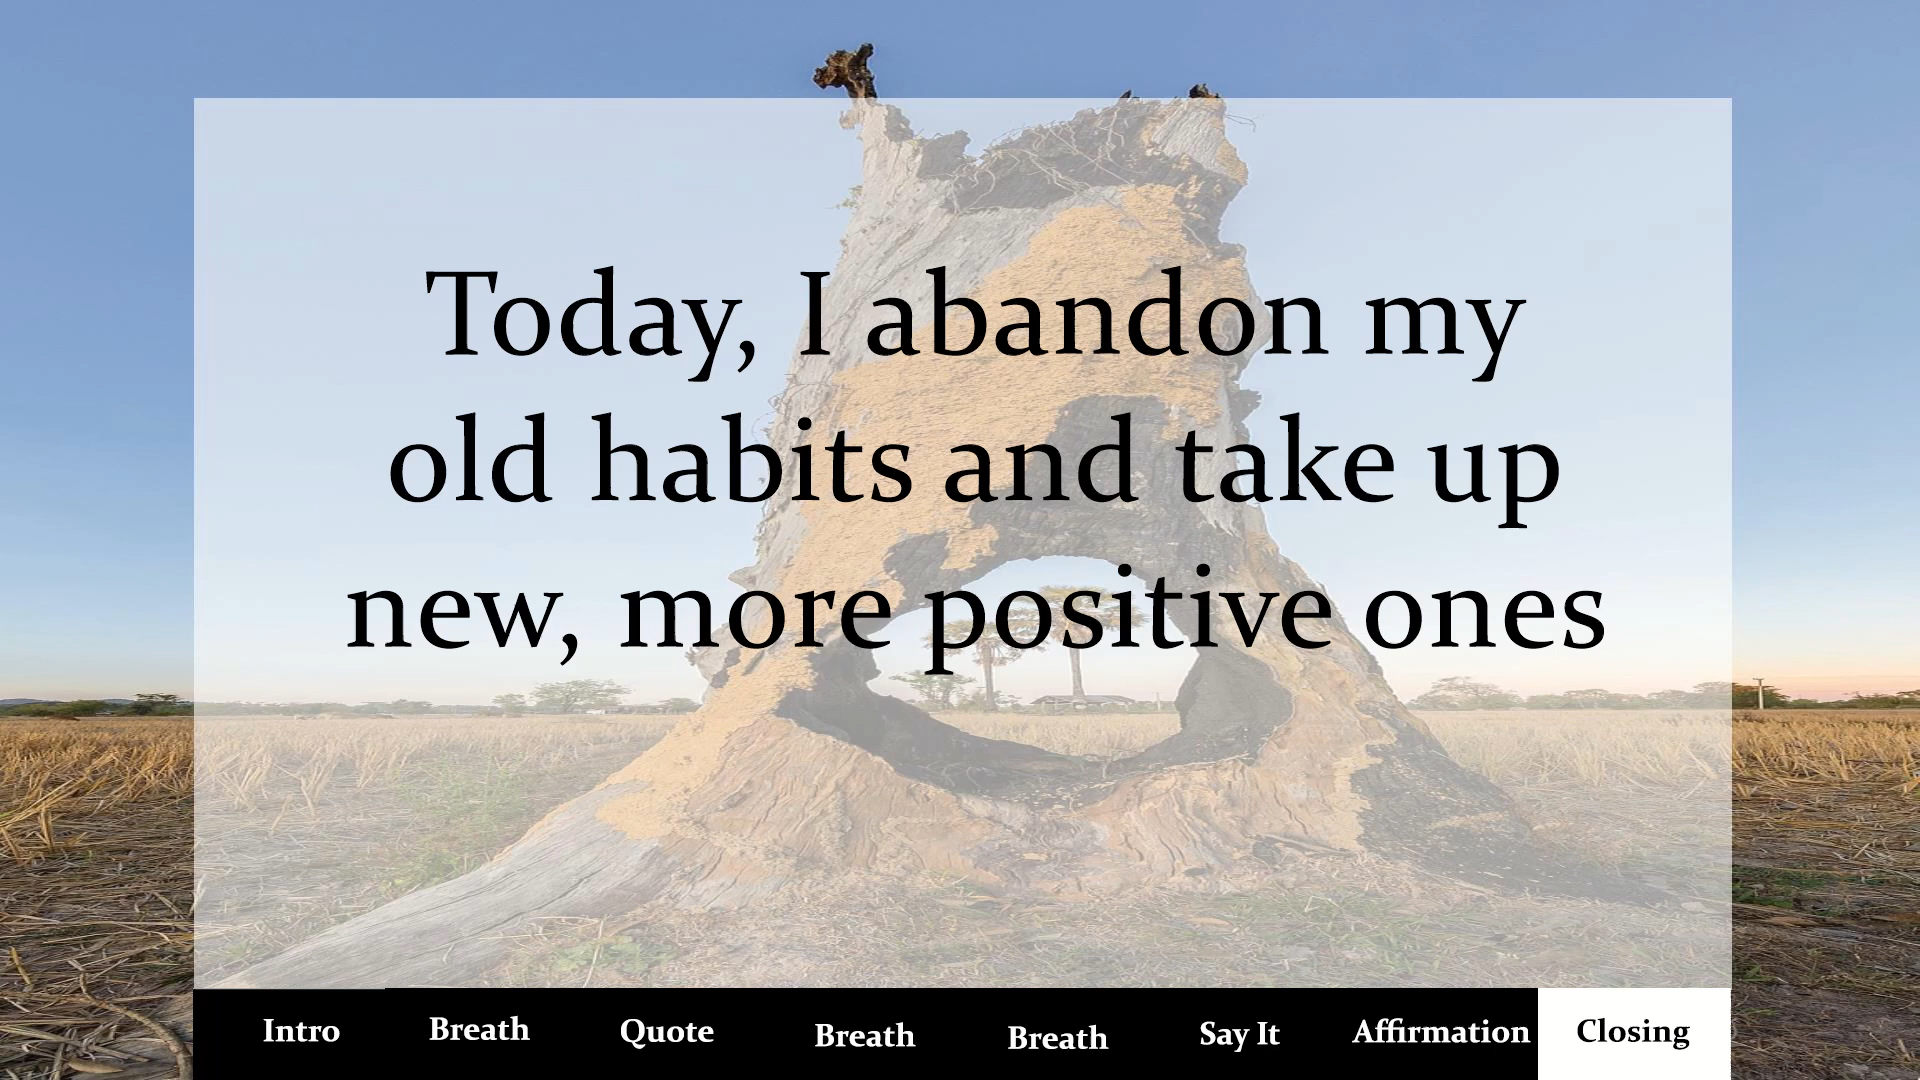 Today, I abandon my
old habits and take up
new, more positive ones
Intro Breath Quote Breath Breath Say It Affirmation Closing